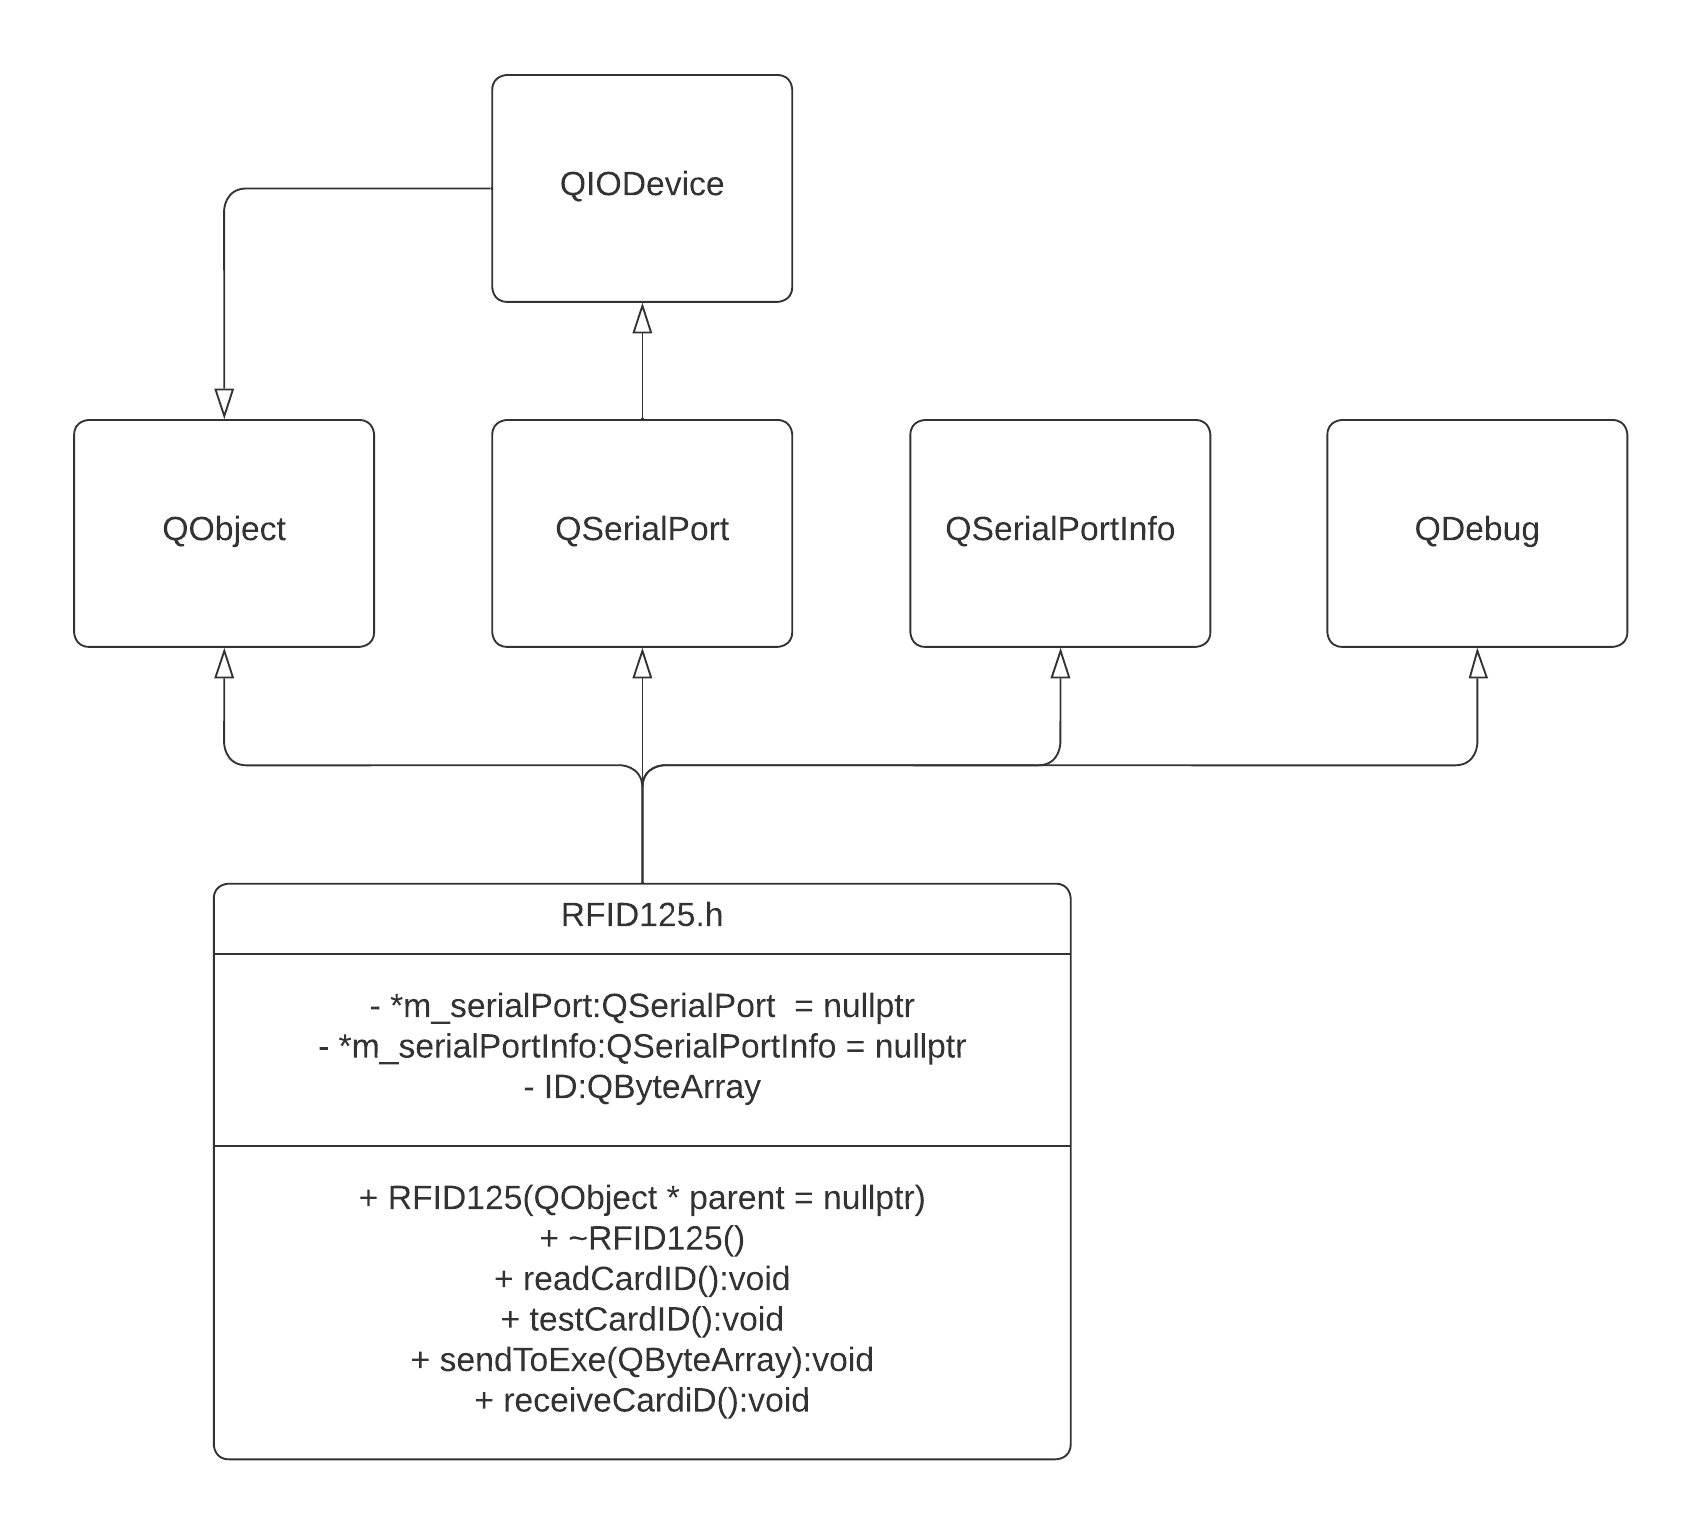 QIODevice
QObject
QSerialPort
QSerialPortInfo
QDebug
RFID125.h
- *m_serialPort:QSerialPort  = nullptr
- *m_serialPortInfo:QSerialPortInfo = nullptr
- ID:QByteArray
+ RFID125(QObject * parent = nullptr)
+ ~RFID125()
+ readCardID():void
+ testCardID():void
+ sendToExe(QByteArray):void
+ receiveCardiD():void